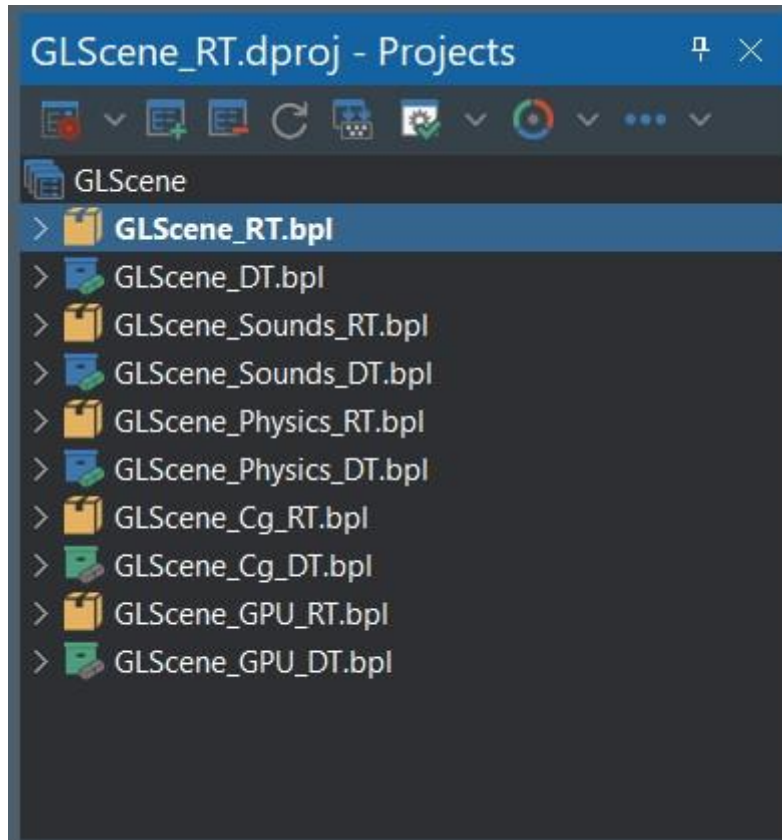 GLScene_RT.dproj - Projects
GLScene
GLScene_RT.bpl
GLScene_DT.bpl
GLScene_Sounds_RT.bpl
GLScene_Sounds_DT.bpl
GLScene_Physics_RT.bpl
GLScene_Physics_DT.bpl
GLScene_Cg_RT.bpl
GLScene_Cg_DT.bpl
GLScene_GPU_RT.bpl
GLScene_GPU_DT.bpl